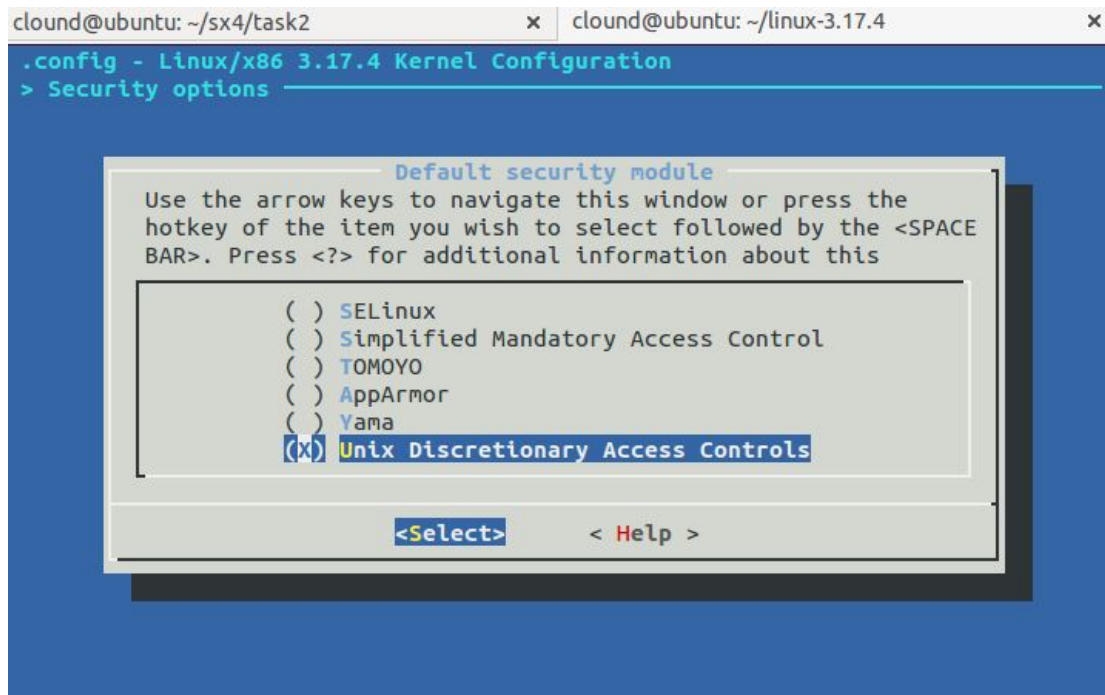 clound@ubuntu: ~/sx4/task2 × clound@ubuntu: ~/linux-3.17.4 ×
.config - Linux/x86 3.17.4 Kernel Configuration
> Security options
Default security module
Use the arrow keys to navigate this window or press the
hotkey of the item you wish to select followed by the <SPACE
BAR>. Press <?> for additional information about this
( ) SELinux
( ) Simplified Mandatory Access Control
( ) TOMOYO
( ) AppArmor
( ) Yama
(X) Unix Discretionary Access Controls
<Select> < Help >